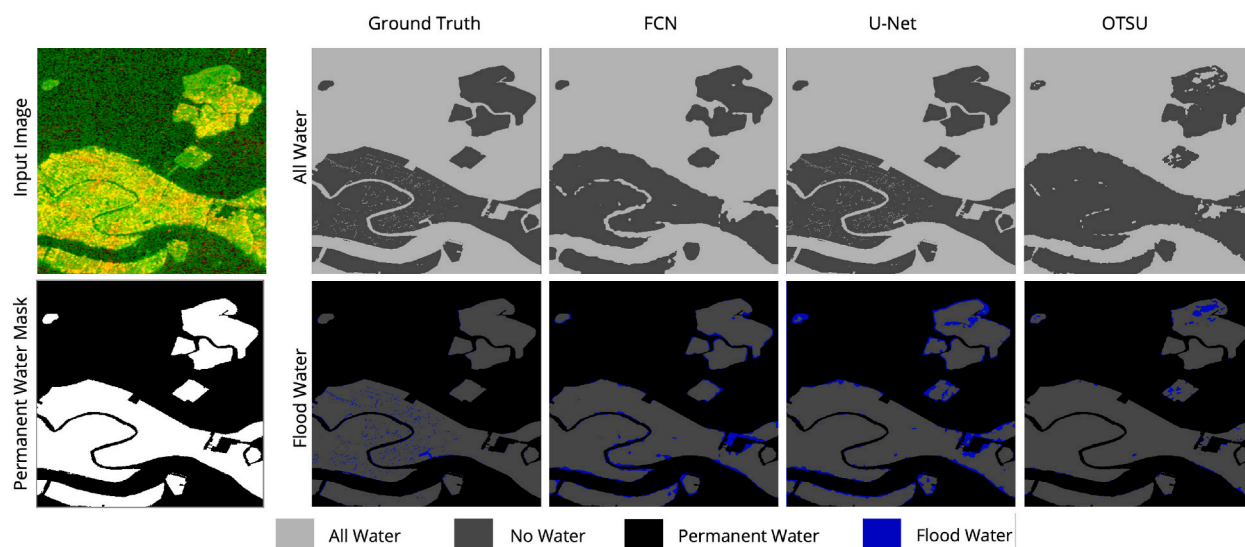 Ground Truth
FCN
U-Net
OTSU
Input Image
All Water
Permanent Water Mask
Flood Water
All Water
No Water
Permanent Water
Flood Water